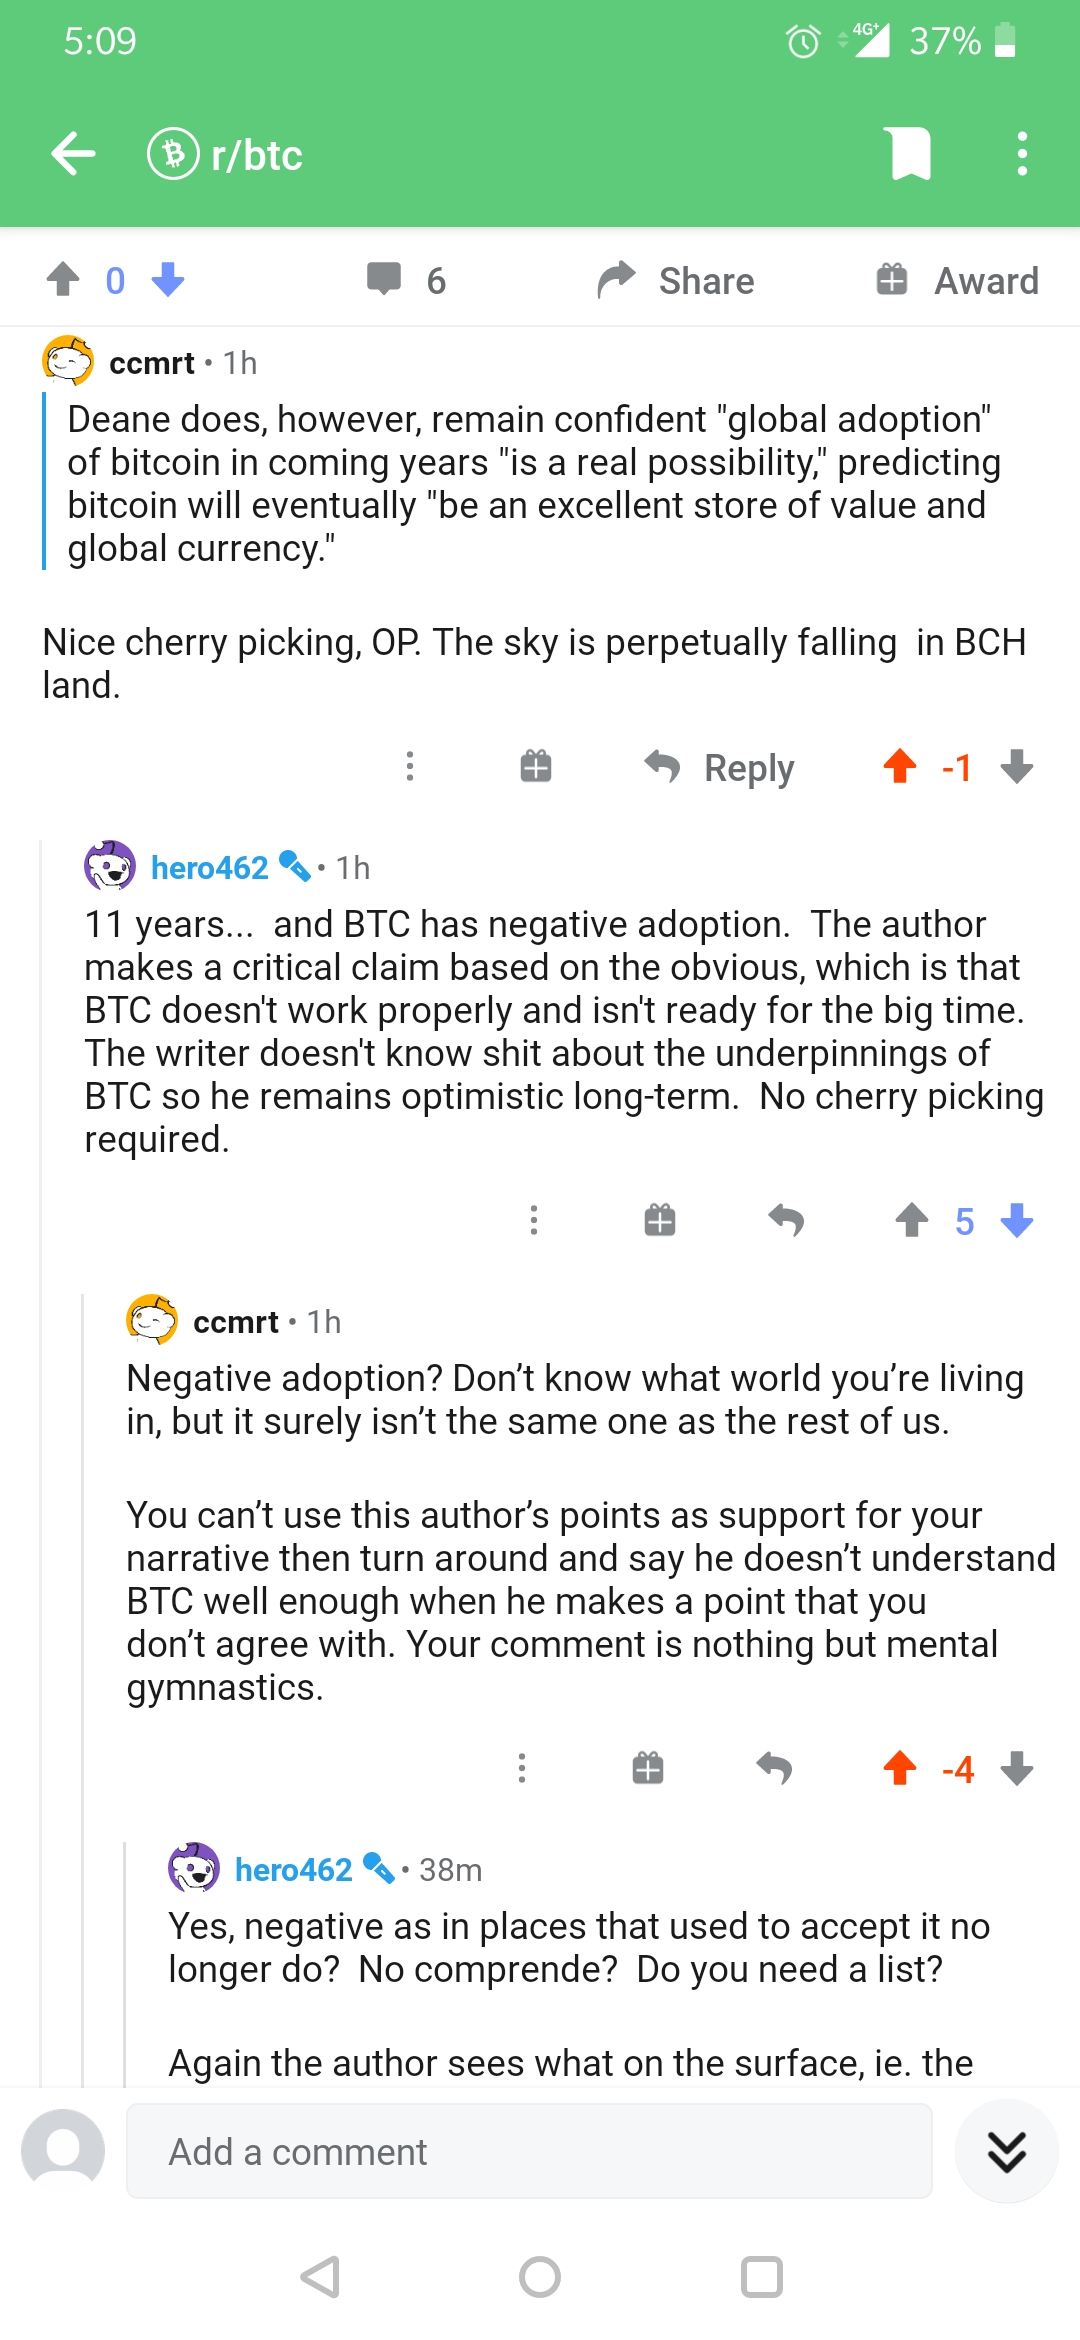 5:09
4G+ 37%
r/btc
0
6
Share
Award
ccmrt • 1h
Deane does, however, remain confident "global adoption"
of bitcoin in coming years "is a real possibility," predicting
bitcoin will eventually "be an excellent store of value and
global currency."
Nice cherry picking, OP. The sky is perpetually falling  in BCH
land.
Reply
-1
hero462 • 1h
11 years...  and BTC has negative adoption.  The author
makes a critical claim based on the obvious, which is that
BTC doesn't work properly and isn't ready for the big time.
The writer doesn't know shit about the underpinnings of
BTC so he remains optimistic long-term.  No cherry picking
required.
5
ccmrt • 1h
Negative adoption? Don’t know what world you’re living
in, but it surely isn’t the same one as the rest of us.
You can’t use this author’s points as support for your
narrative then turn around and say he doesn’t understand
BTC well enough when he makes a point that you
don’t agree with. Your comment is nothing but mental
gymnastics.
-4
hero462 • 38m
Yes, negative as in places that used to accept it no
longer do?  No comprende?  Do you need a list?
Again the author sees what on the surface, ie. the
Add a comment